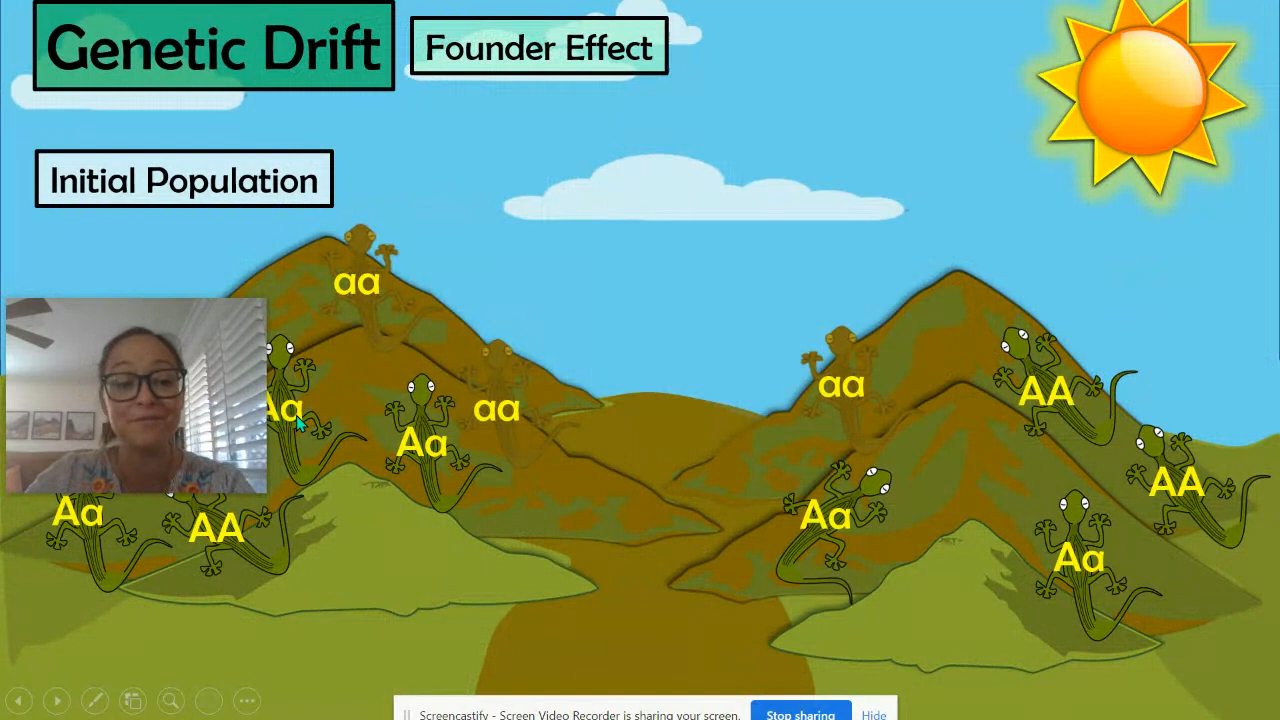 Genetic Drift
Founder Effect
Initial Population
aa
aa
Aa
Aa
Aa
AA
aa
AA
AA
Aa
Aa
Screencastify - Screen Video Recorder is sharing your screen.
Stop sharing
Hide